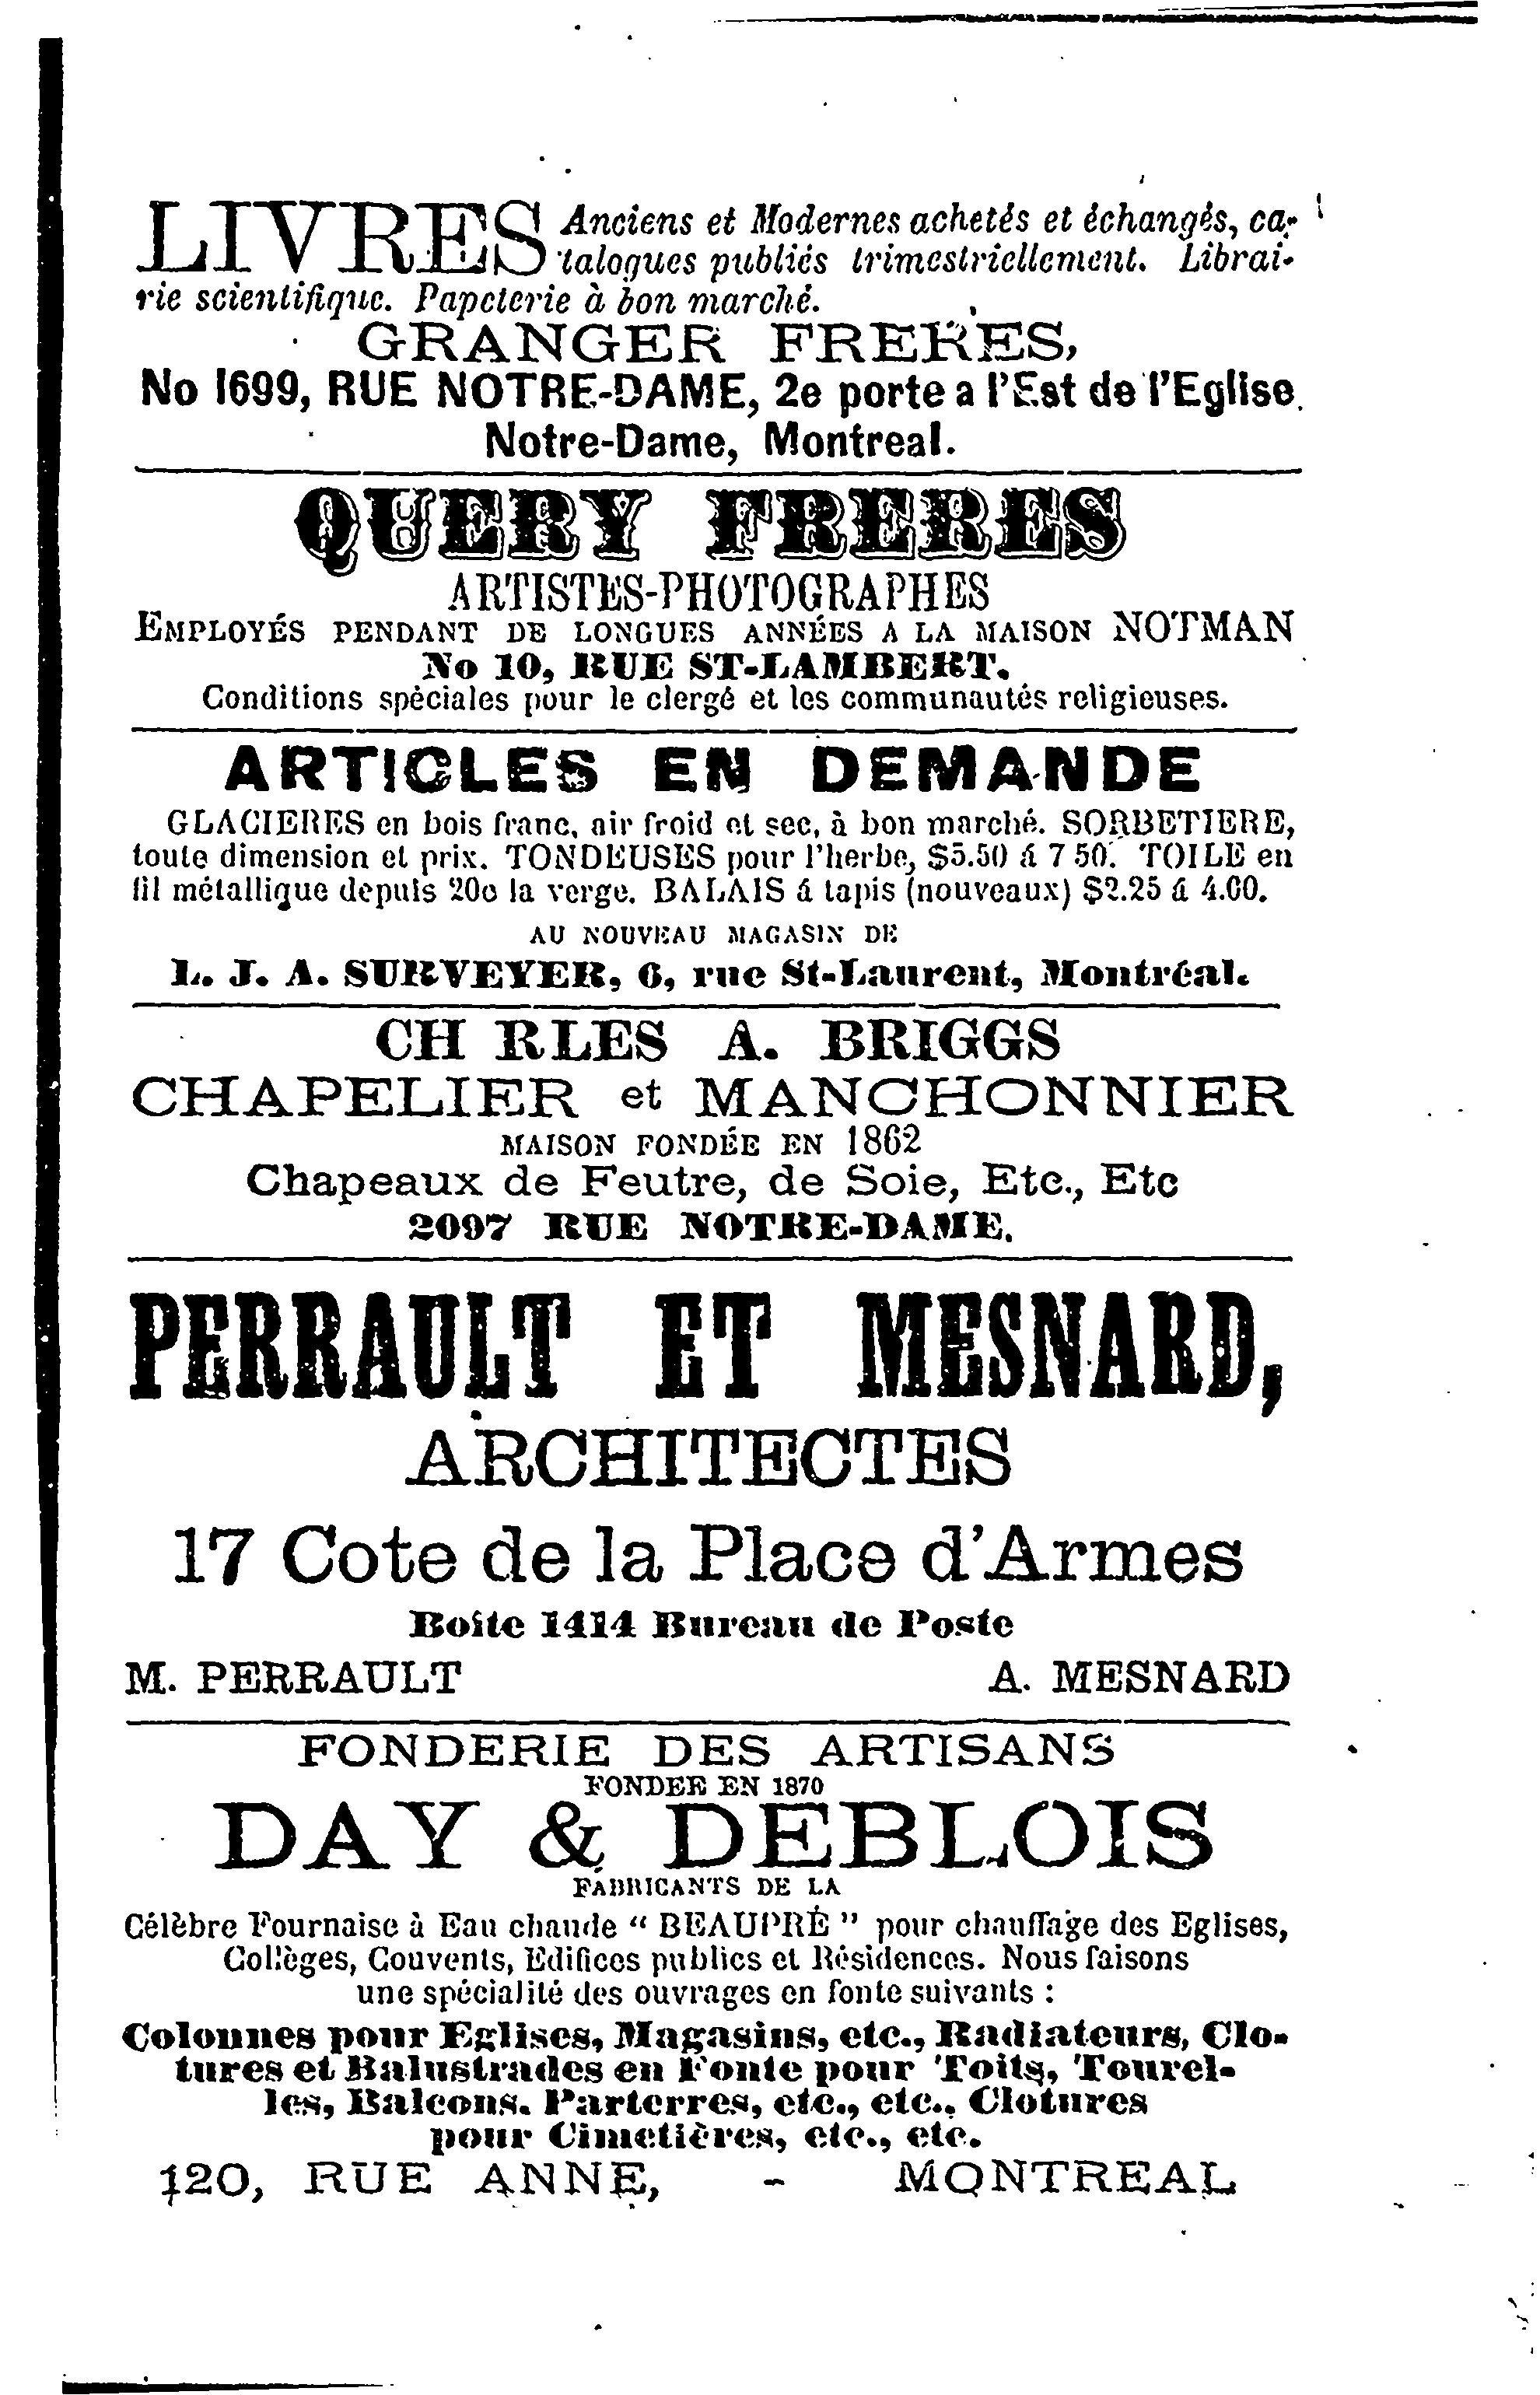 LIVRES Anciens et Modernes achetés et échangés, ca-
talogues publiés trimestriellement. Librai-
rie scientifique. Papeterie à bon marché.
GRANGER FRERES,
No 1699, RUE NOTRE-DAME, 2e porte a l'Est de l'Eglise
Notre-Dame, Montreal.
QUERY FRERES
ARTISTES-PHOTOGRAPHES
EMPLOYÉS PENDANT DE LONGUES ANNÉES A LA MAISON NOTMAN
No 10, RUE ST-LAMBERT.
Conditions spèciales pour le clergé et les communautés religieuses.
ARTICLES EN DEMANDE
GLACIERES en bois franc, air froid et sec, à bon marché. SORBETIERE,
toute dimension et prix. TONDEUSES pour l'herbe, $5.50 á 7 50. TOILE en
fil métallique depuis 20c la verge. BALAIS á tapis (nouveaux) $2.25 á 4.00.
AU NOUVEAU MAGASIN DE
L. J. A. SURVEYER, 6, rue St-Laurent, Montréal.
CH RLES A. BRIGGS
CHAPELIER et MANCHONNIER
MAISON FONDÉE EN 1862
Chapeaux de Feutre, de Soie, Etc., Etc
2097 RUE NOTRE-DAME.
PERRAULT ET MESNARD,
ARCHITECTES
17 Cote de la Place d'Armes
Boîte 1414 Bureau de Poste
M. PERRAULT A. MESNARD
FONDERIE DES ARTISANS
FONDEE EN 1870
DAY & DEBLOIS
FABRICANTS DE LA
Célèbre Fournaise à Eau chaude "BEAUPRÉ" pour chauffage des Eglises,
Collèges, Couvents, Edifices publics et Résidences. Nous faisons
une spécialité des ouvrages en fonte suivants :
Colonnes pour Eglises, Magasins, etc., Radiateurs, Clo-
tures et Balustrades en Fonte pour Toits, Tourel-
les, Balcons. Parterres, etc., etc., Clotures
pour Cimetières, etc., etc.
120, RUE ANNE, - MONTREAL